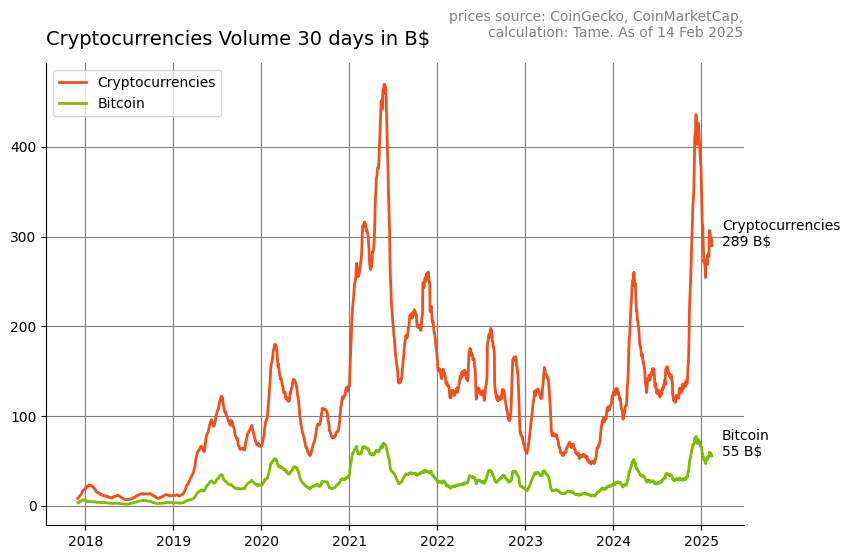 prices source: CoinGecko, CoinMarketCap,
calculation: Tame. As of 14 Feb 2025
Cryptocurrencies Volume 30 days in B$
Cryptocurrencies
Bitcoin
400
300
200
100
0
Cryptocurrencies
289 B$
Bitcoin
55 B$
2018 2019 2020 2021 2022 2023 2024 2025